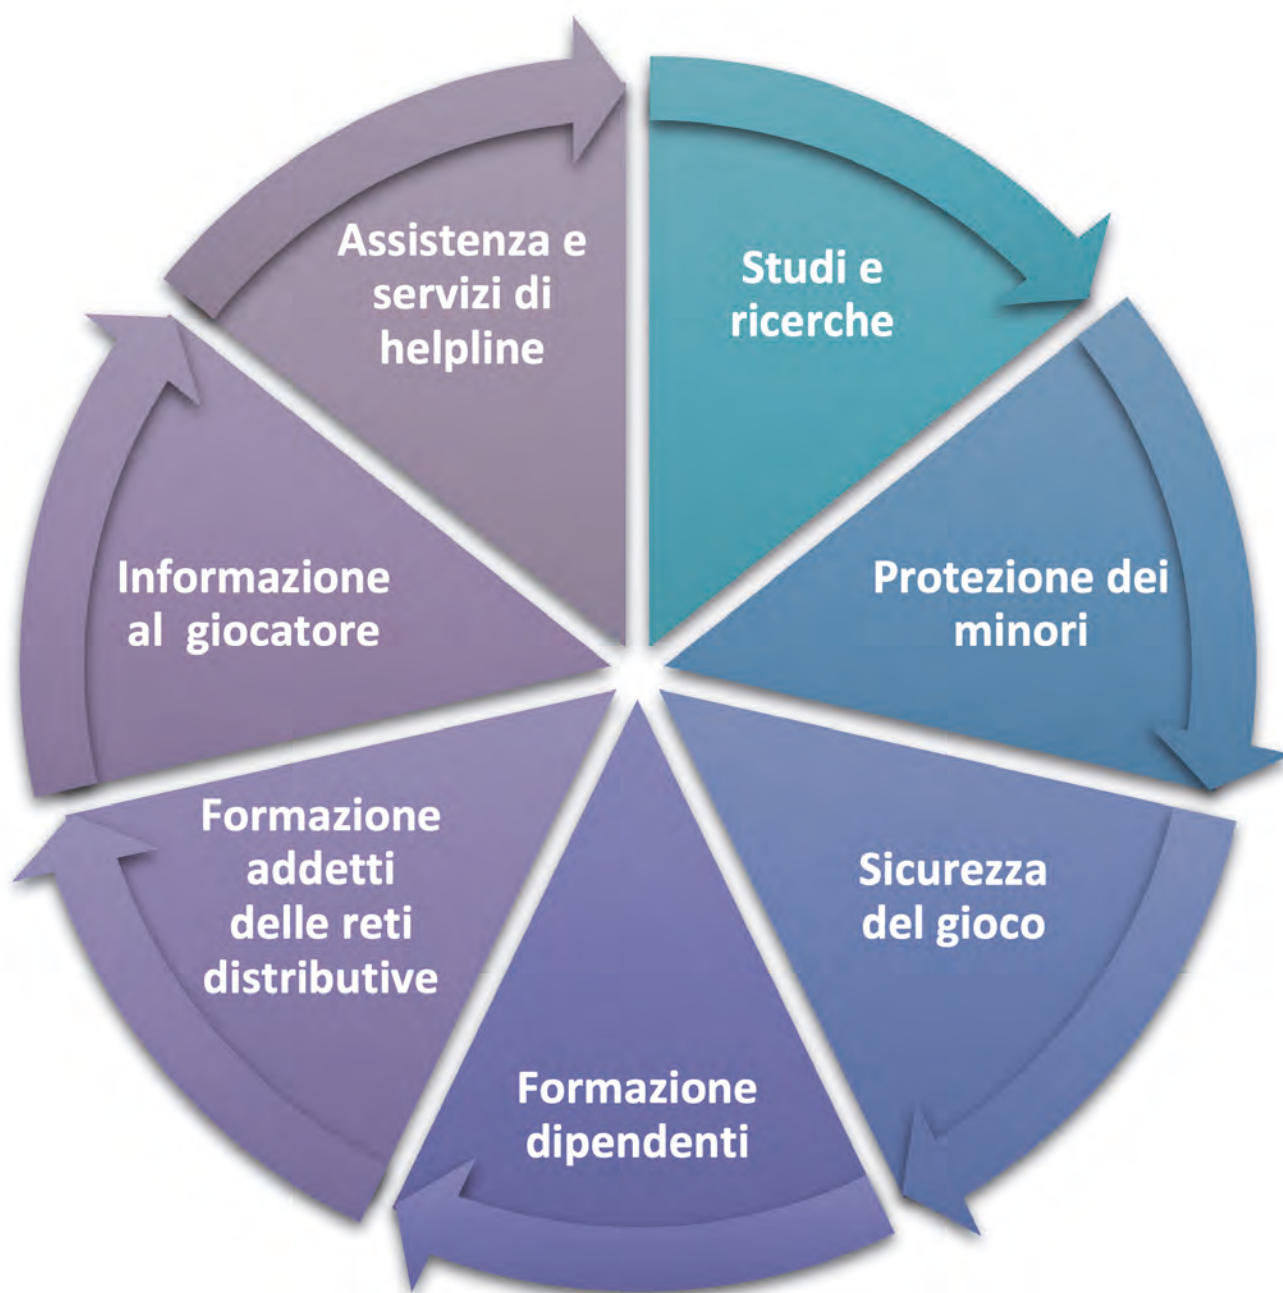 Assistenza e
servizi di
helpline
Studi e
ricerche
Protezione dei
minori
Sicurezza
del gioco
Formazione
dipendenti
Formazione
addetti
delle reti
distributive
Informazione
al giocatore